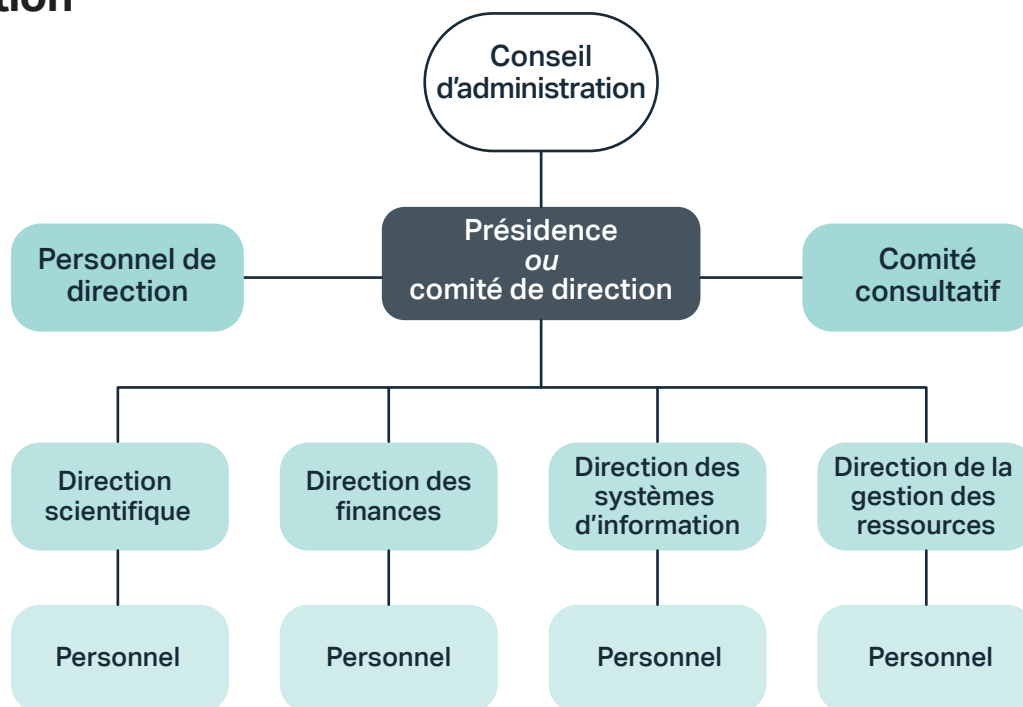 Conseil
d'administration
Présidence
ou
comité de direction
Personnel de
direction
Comité
consultatif
Direction
scientifique
Direction des
finances
Direction des
systèmes
d'information
Direction de la
gestion des
ressources
Personnel
Personnel
Personnel
Personnel